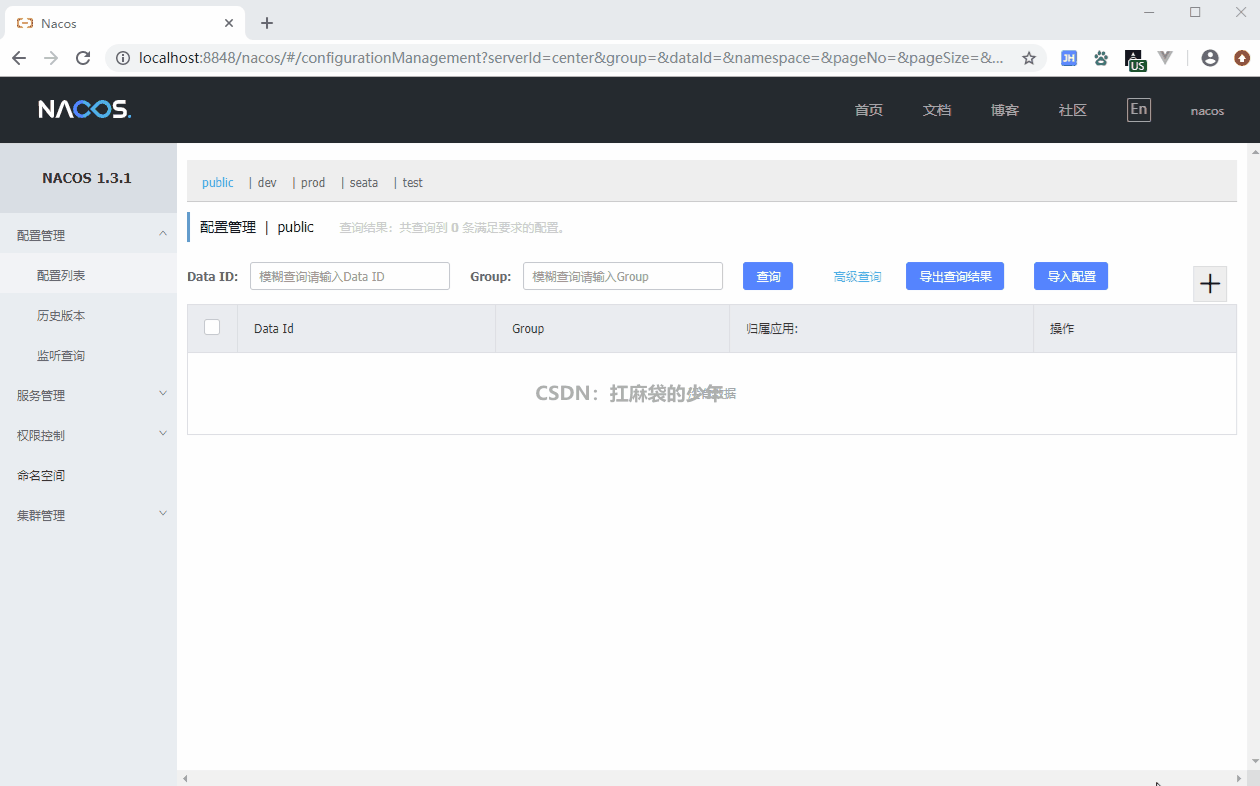 Nacos
localhost:8848/nacos/#/configurationManagement?serverId=center&group=&dataId=&namespace=&pageNo=&pageSize=&...
JH
US
NACOS.
首页
文档
博客
社区
En
nacos
NACOS 1.3.1
配置管理
配置列表
历史版本
监听查询
服务管理
权限控制
命名空间
集群管理
public | dev | prod | seata | test
配置管理 | public 查询结果：共查询到 0 条满足要求的配置。
Data ID: 模糊查询请输入Data ID Group: 模糊查询请输入Group 查询 高级查询 导出查询结果 导入配置
Data Id Group 归属应用: 操作
CSDN：扛麻袋的少年
数据